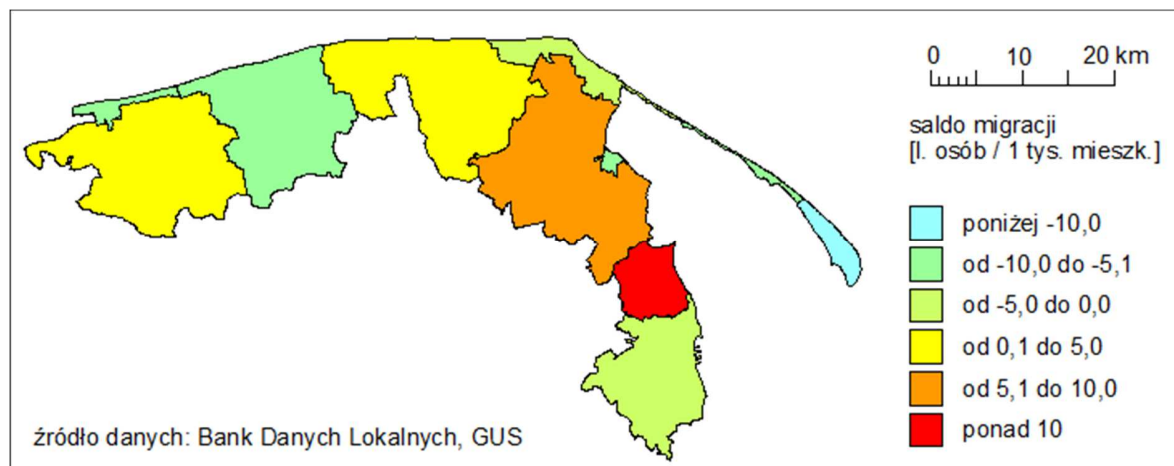 0 10 20 km
saldo migracji
[l. osób / 1 tys. mieszk.]
poniżej -10,0
od -10,0 do -5,1
od -5,0 do 0,0
od 0,1 do 5,0
od 5,1 do 10,0
ponad 10
źródło danych: Bank Danych Lokalnych, GUS